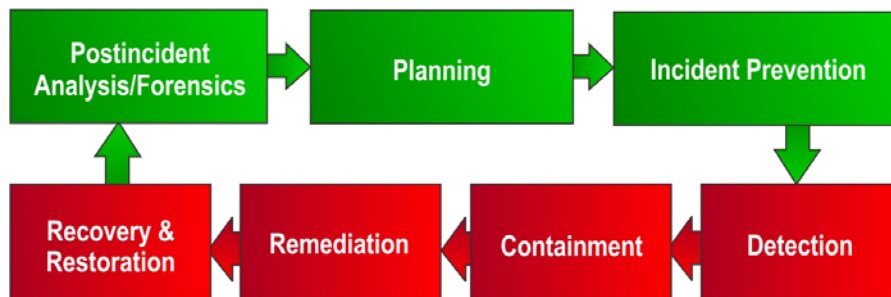 Postincident
Analysis/Forensics
Planning
Incident Prevention
Recovery &
Restoration
Remediation
Containment
Detection